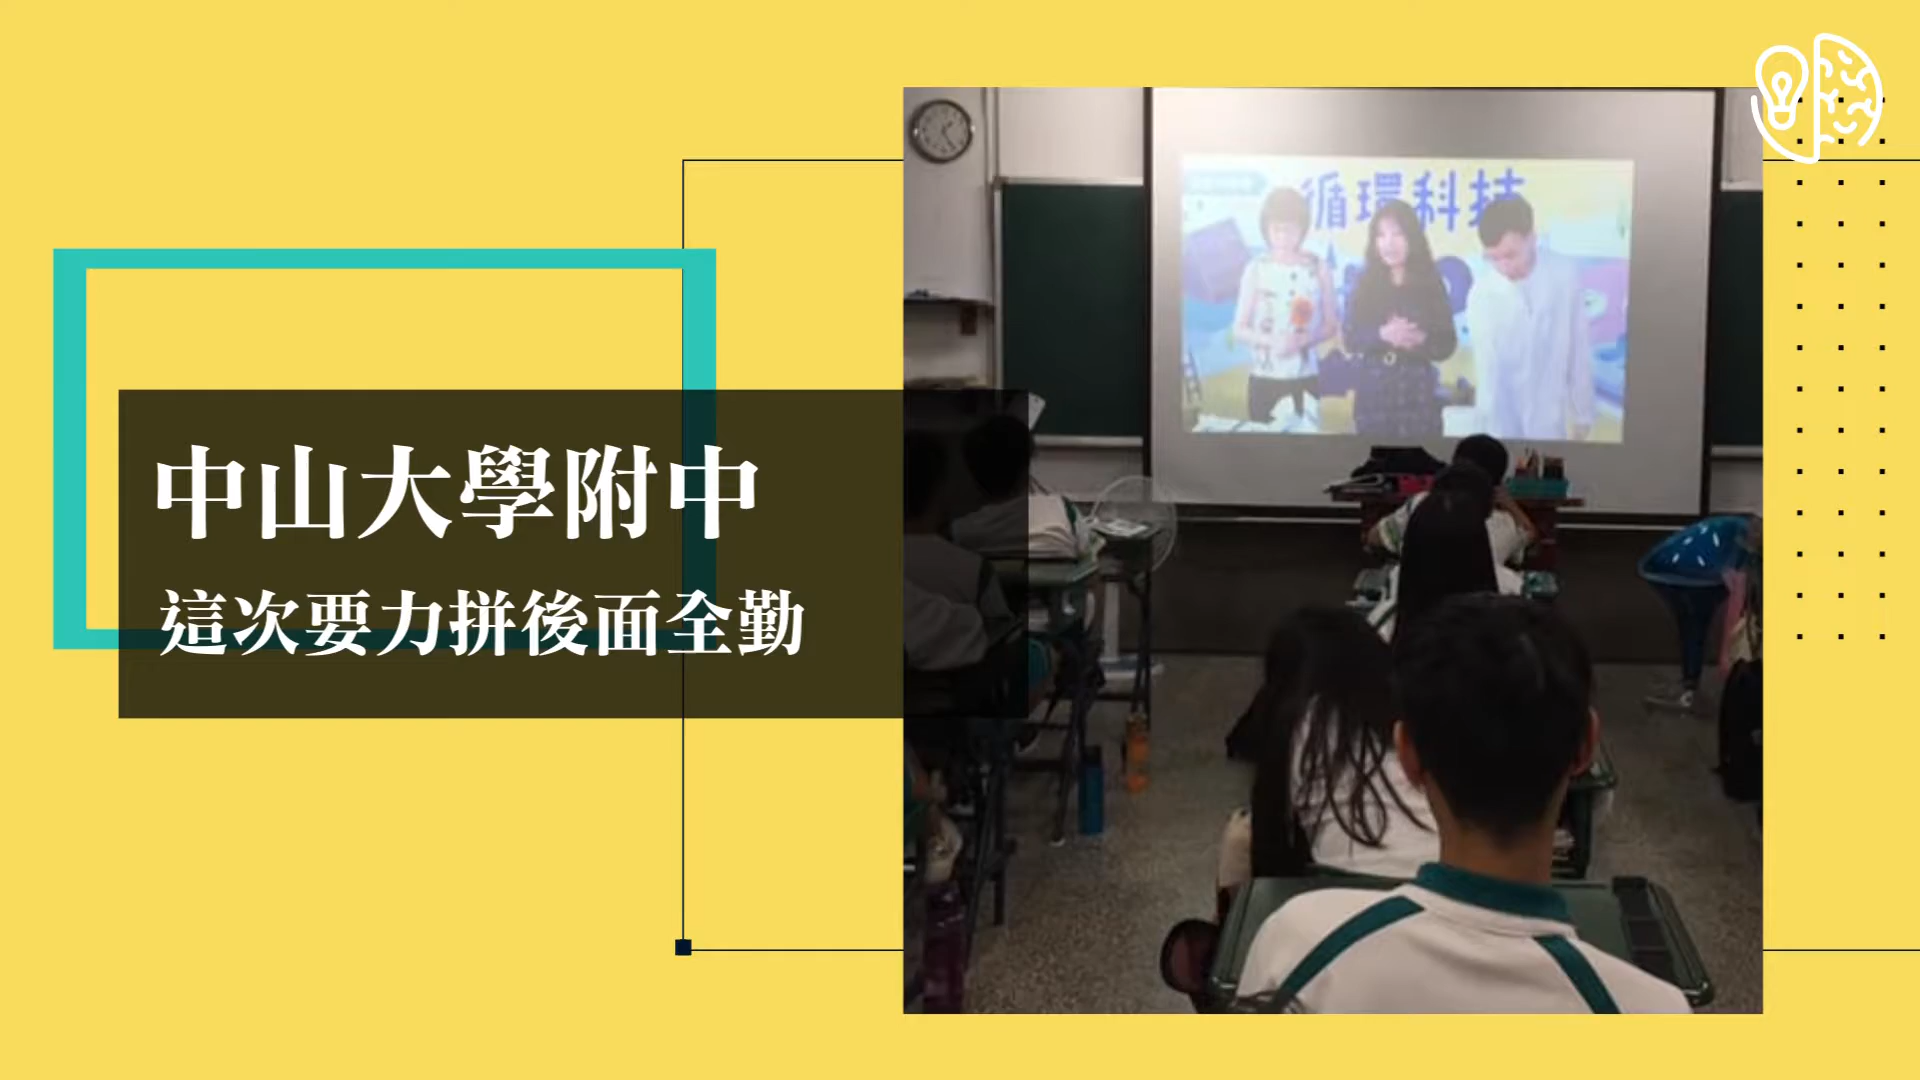 中山大學附中
這次要力拼後面全勤
循環科技